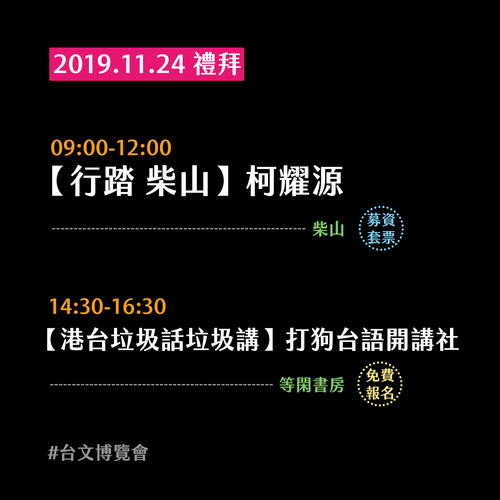 2019.11.24 禮拜
09:00-12:00
【行踏 柴山】柯耀源
柴山
募資
套票
14:30-16:30
【港台垃圾話垃圾講】打狗台語開講社
等閑書房
免費
報名
#台文博覽會